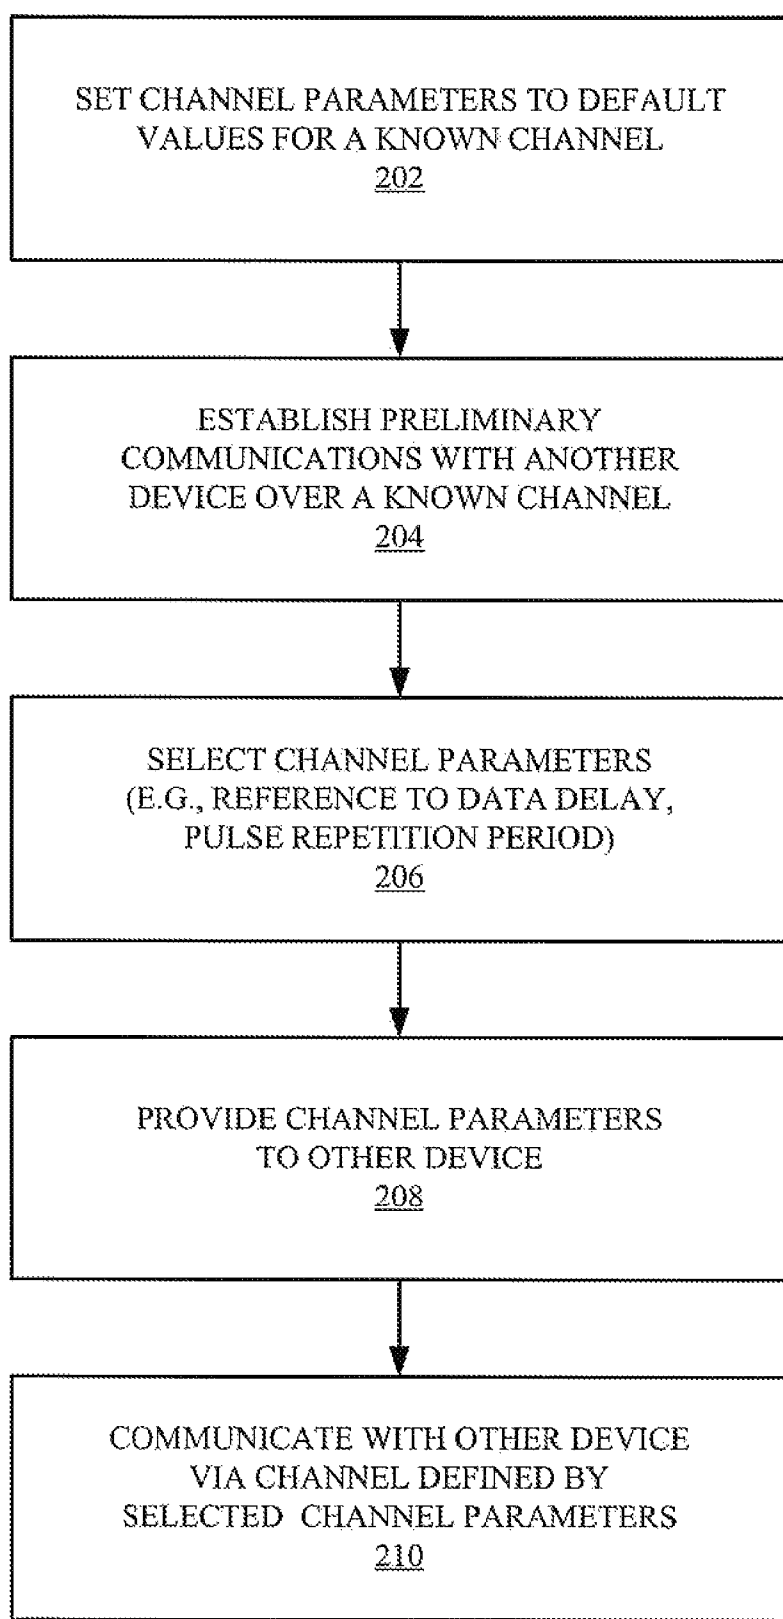 SET CHANNEL PARAMETERS TO DEFAULT
VALUES FOR A KNOWN CHANNEL
202
ESTABLISH PRELIMINARY
COMMUNICATIONS WITH ANOTHER
DEVICE OVER A KNOWN CHANNEL
204
SELECT CHANNEL PARAMETERS
(E.G., REFERENCE TO DATA DELAY,
PULSE REPETITION PERIOD)
206
PROVIDE CHANNEL PARAMETERS
TO OTHER DEVICE
208
COMMUNICATE WITH OTHER DEVICE
VIA CHANNEL DEFINED BY
SELECTED CHANNEL PARAMETERS
210